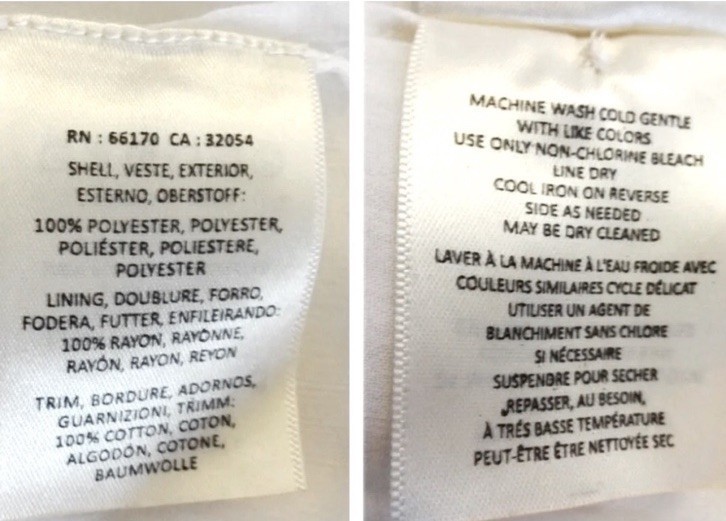 RN : 66170 CA : 32054
SHELL, VESTE, EXTERIOR,
ESTERNO, OBERSTOFF:
100% POLYESTER, POLYESTER,
POLIÉSTER, POLIESTERE,
POLYESTER
LINING, DOUBLURE, FORRO,
FODERA, FUTTER, ENFILEIRANDO:
100% RAYON, RAYONNE,
RAYÓN, RAYON, REYON
TRIM, BORDURE, ADORNOS,
GUARNIZIONI, TRIMM:
100% COTTON, COTON,
ALGODÓN, COTONE,
BAUMWOLLE
MACHINE WASH COLD GENTLE
WITH LIKE COLORS
USE ONLY NON-CHLORINE BLEACH
LINE DRY
COOL IRON ON REVERSE
SIDE AS NEEDED
MAY BE DRY CLEANED
LAVER À LA MACHINE À L'EAU FROIDE AVEC
COULEURS SIMILAIRES CYCLE DÉLICAT
UTILISER UN AGENT DE
BLANCHIMENT SANS CHLORE
SI NÉCESSAIRE
SUSPENDRE POUR SECHER
REPASSER, AU BESOIN,
À TRÉS BASSE TEMPÉRATURE
PEUT-ÊTRE ÊTRE NETTOYÉE SEC